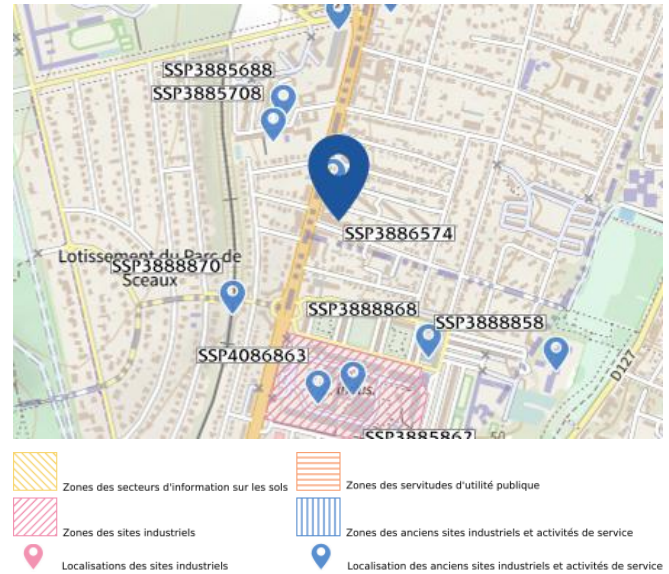 SSP3885688
SSP3885708
SSP3886574
Lotissement du Parc de
SSP3888870
Sceaux
SSP3888868
SSP3888858
SSP4086863
D127
50
SSP3885862
Zones des secteurs d'information sur les sols
Zones des servitudes d'utilité publique
Zones des sites industriels
Zones des anciens sites industriels et activités de service
Localisations des sites industriels
Localisation des anciens sites industriels et activités de service